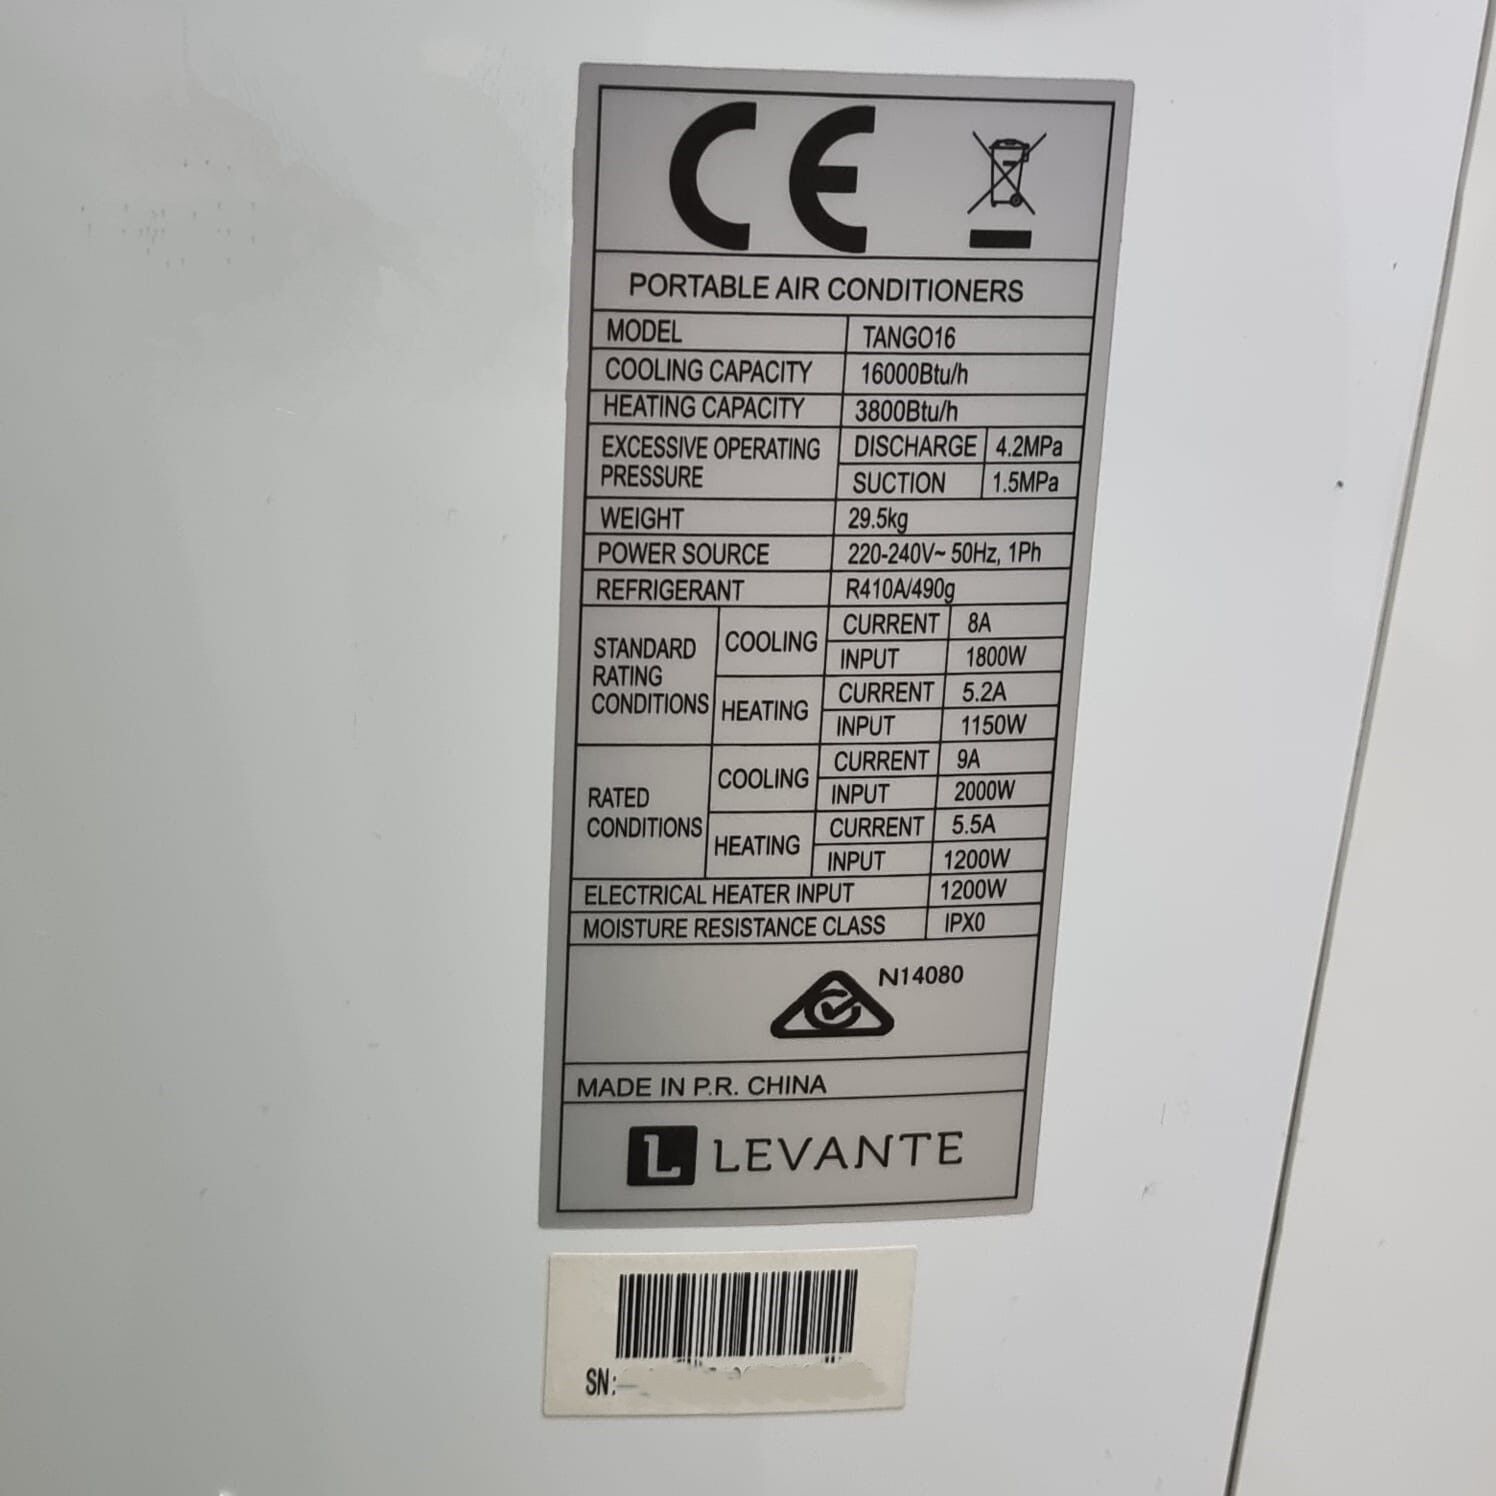 CE
PORTABLE AIR CONDITIONERS
MODEL TANGO16
COOLING CAPACITY 16000Btu/h
HEATING CAPACITY 3800Btu/h
EXCESSIVE OPERATING PRESSURE DISCHARGE 4.2MPa
SUCTION 1.5MPa
WEIGHT 29.5kg
POWER SOURCE 220-240V~ 50Hz, 1Ph
REFRIGERANT R410A/490g
STANDARD RATING CONDITIONS COOLING CURRENT 8A
INPUT 1800W
HEATING CURRENT 5.2A
INPUT 1150W
RATED CONDITIONS COOLING CURRENT 9A
INPUT 2000W
HEATING CURRENT 5.5A
INPUT 1200W
ELECTRICAL HEATER INPUT 1200W
MOISTURE RESISTANCE CLASS IPX0
N14080
MADE IN P.R. CHINA
L LEVANTE
SN: